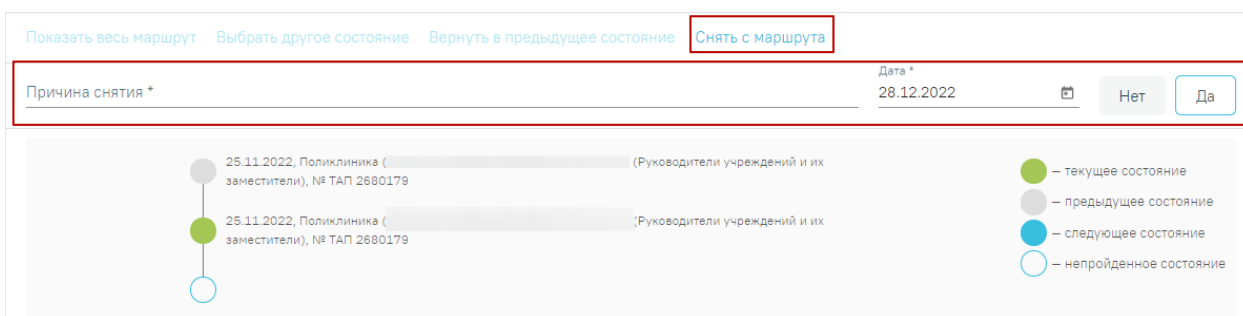 Показать весь маршрут Выбрать другое состояние Вернуть в предыдущее состояние Снять с маршрута
Дата *
Причина снятия * 28.12.2022 Нет Да
25.11.2022, Поликлиника ( (Руководители учреждений и их
заместители), № ТАП 2680179
25.11.2022, Поликлиника ( (Руководители учреждений и их
заместители), № ТАП 2680179
– текущее состояние
– предыдущее состояние
– следующее состояние
– непройденное состояние